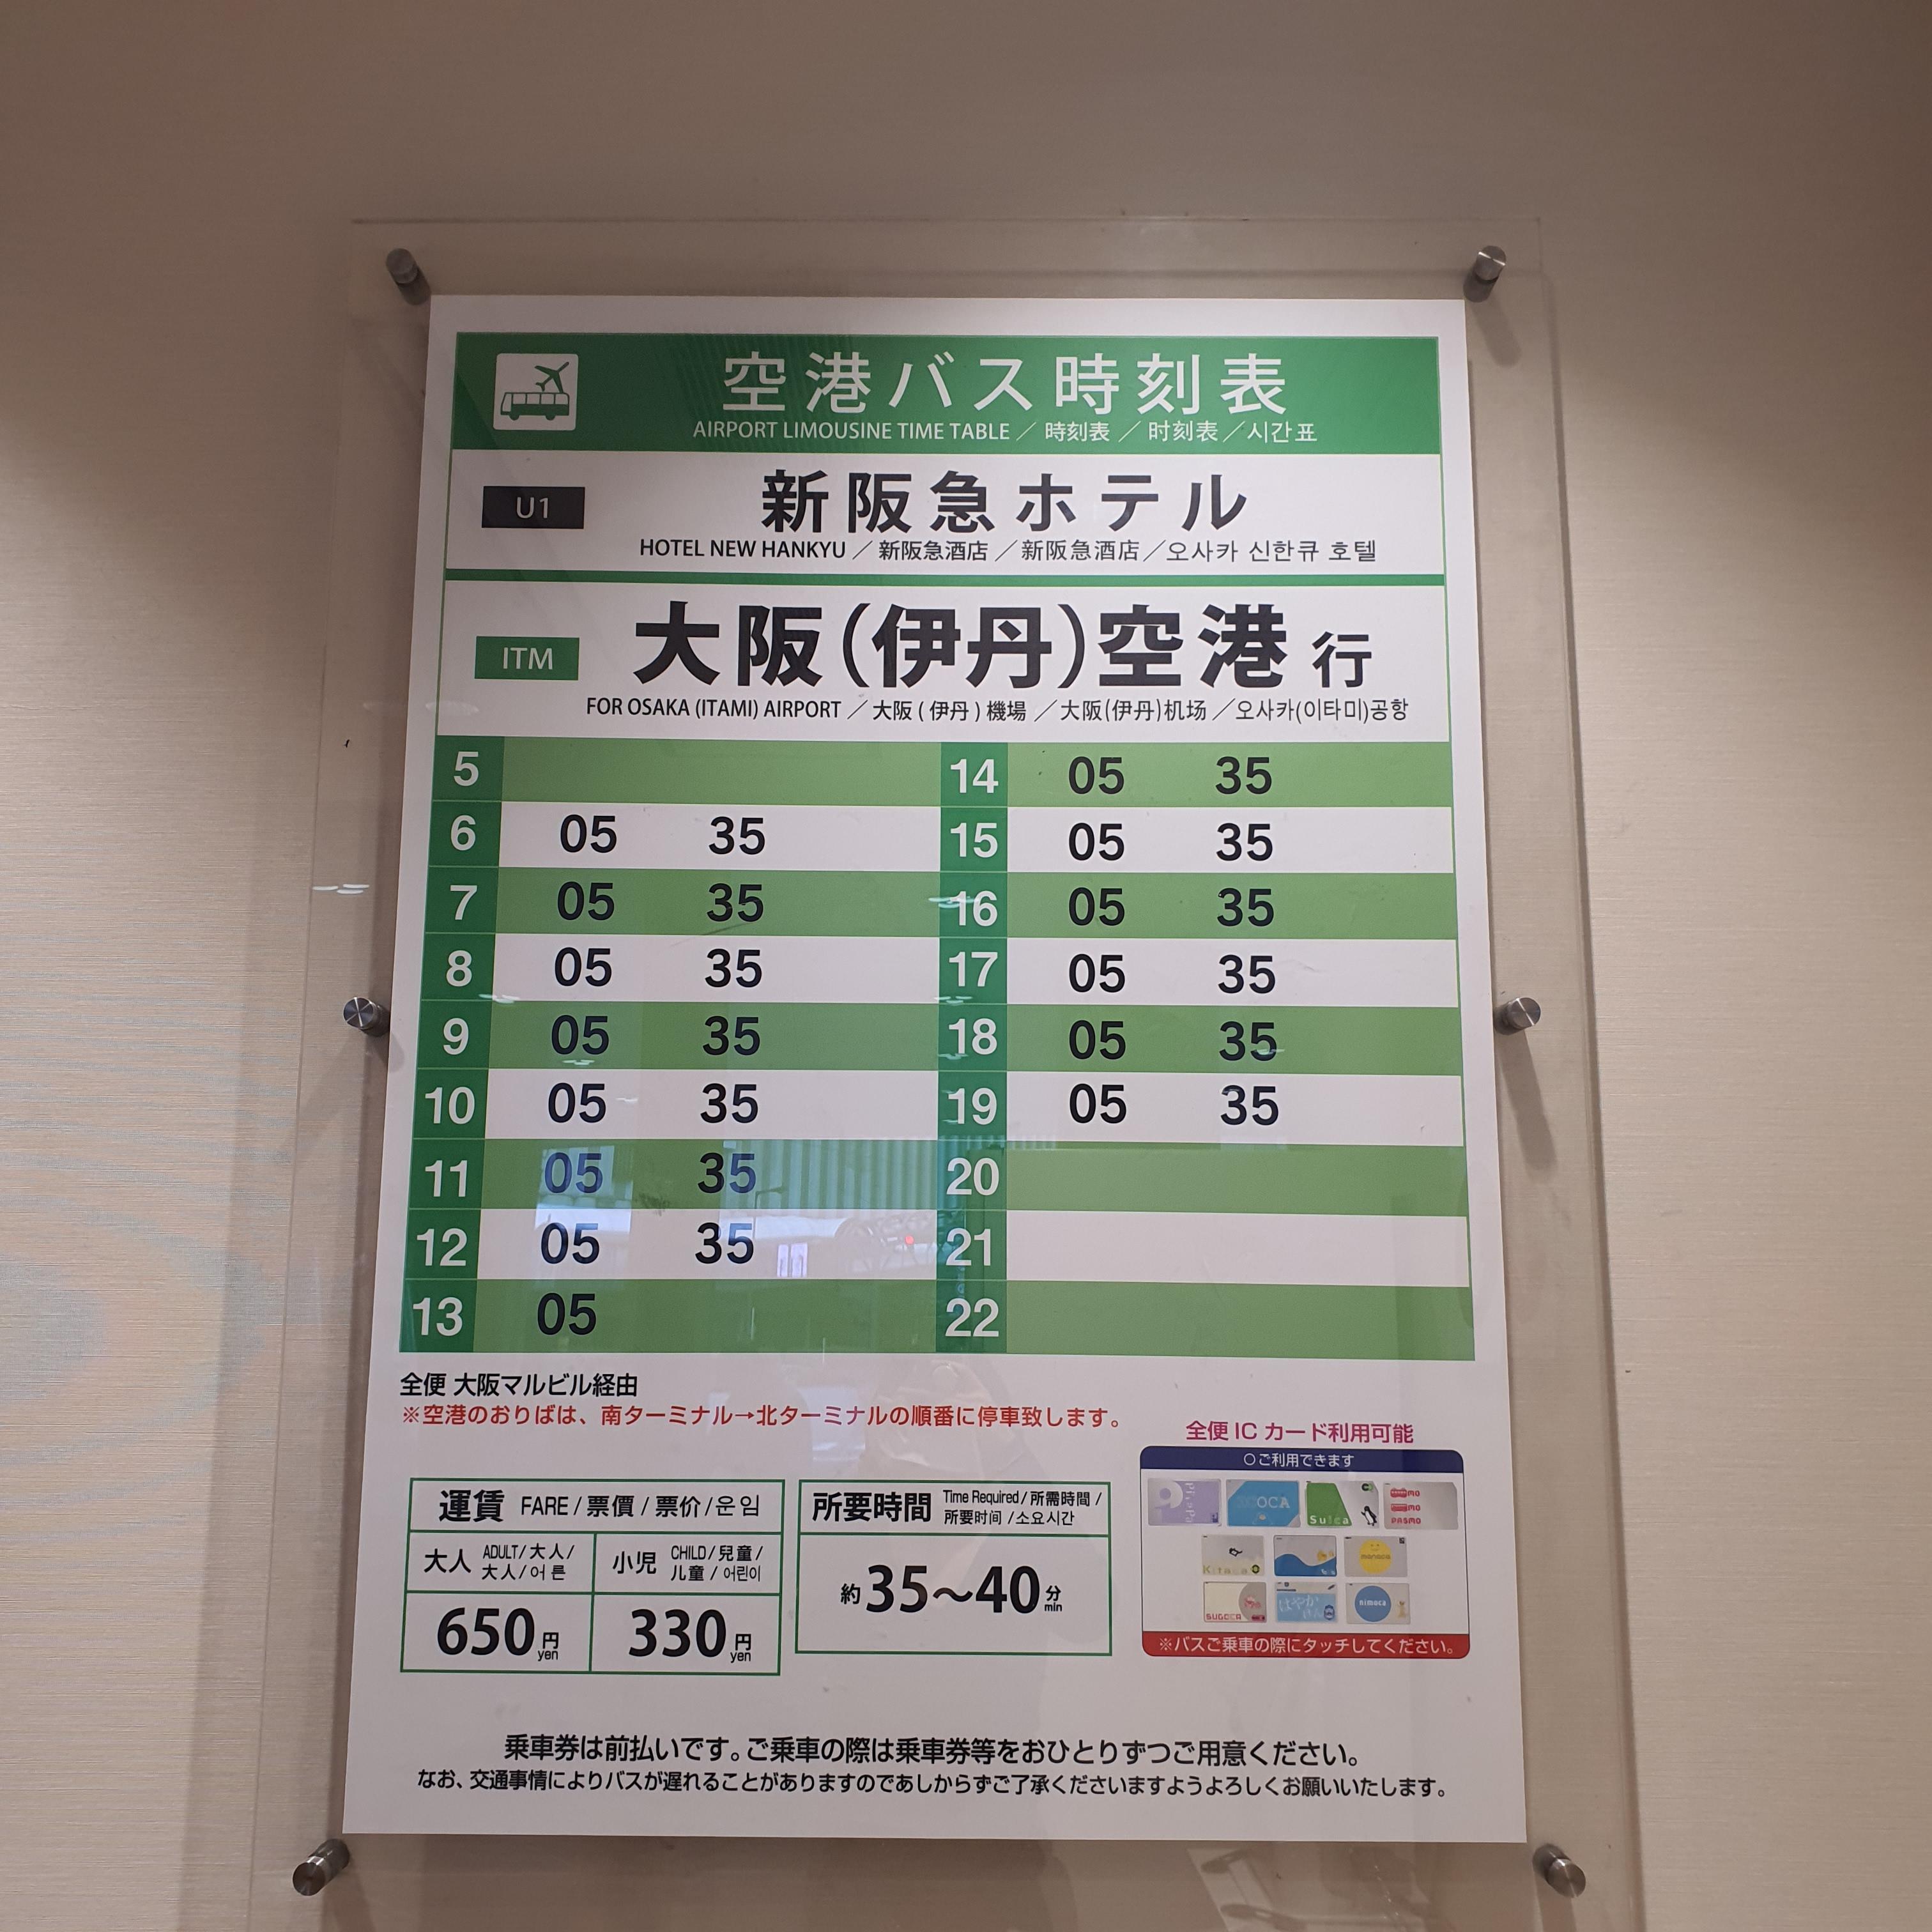 空港バス時刻表
AIRPORT LIMOUSINE TIME TABLE / 時刻表 / 时刻表 / 시간표
U1 新阪急ホテル
HOTEL NEW HANKYU / 新阪急酒店 / 新阪急酒店 / 오사카 신한큐 호텔
ITM 大阪(伊丹)空港 行
FOR OSAKA (ITAMI) AIRPORT / 大阪 ( 伊丹 ) 機場 / 大阪(伊丹)机场 / 오사카(이타미)공항
5
6 05 35
7 05 35
8 05 35
9 05 35
10 05 35
11 05 35
12 05 35
13 05
14 05 35
15 05 35
16 05 35
17 05 35
18 05 35
19 05 35
20
21
22
全便 大阪マルビル経由
※空港のおりばは、南ターミナル→北ターミナルの順番に停車致します。
運賃 FARE / 票價 / 票价 / 운임
大人 ADULT / 大人 /
大人 / 어른
小児 CHILD / 兒童 /
儿童 / 어린이
650 円 yen
330 円 yen
所要時間 Time Required / 所需時間 /
所要时间 / 소요시간
約35〜40 分 min
全便 IC カード利用可能
○ご利用できます
PiTaPa ICOCA Suica PASMO
Kitaca manaca
SUGOCA はやかけん nimoca
※バスご乗車の際にタッチしてください。
乗車券は前払いです。ご乗車の際は乗車券等をおひとりずつご用意ください。
なお、交通事情によりバスが遅れることがありますのであしからずご了承くださいますようよろしくお願いいたします。